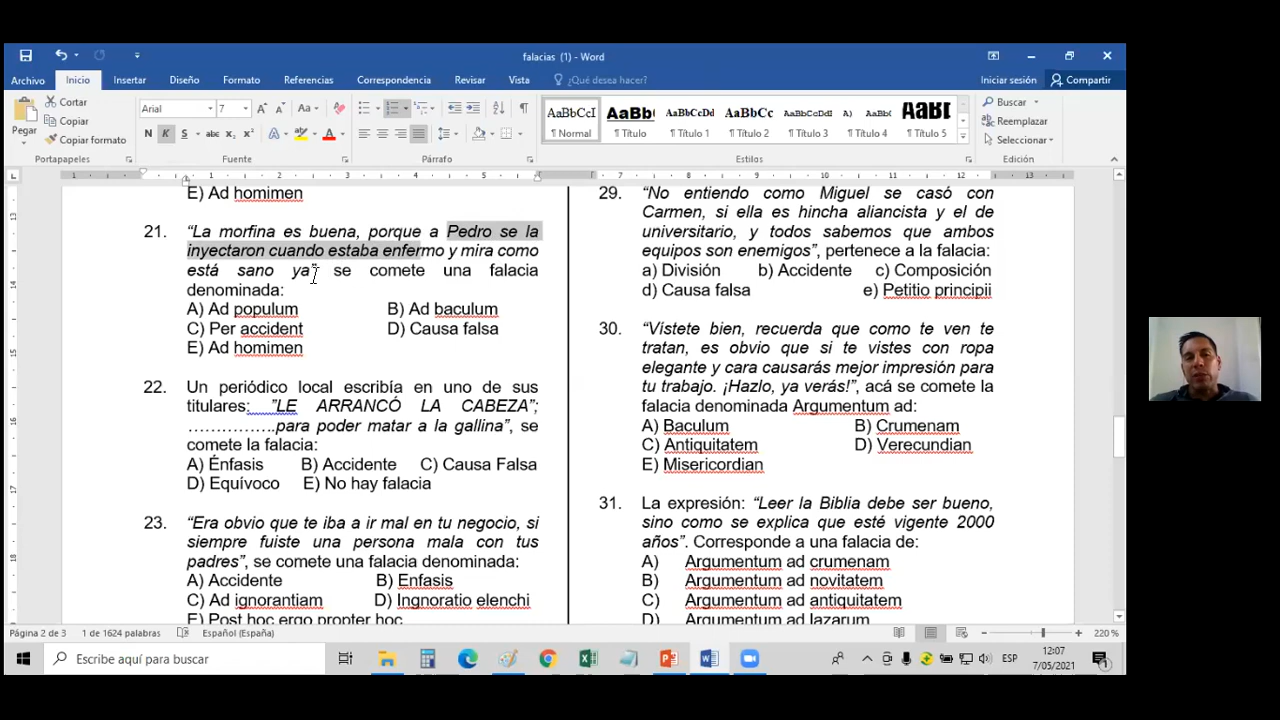 falacias (1) - Word
Archivo Inicio Insertar Diseño Formato Referencias Correspondencia Revisar Vista ¿Qué desea hacer? Iniciar sesión Compartir
Pegar
Cortar
Copiar
Copiar formato
Portapapeles
Arial 7
Fuente
Párrafo
AaBbCcI AaBbCc AaBbCcDd AaBbCc AaBbCcDd A) AaBbCcI AaBbC
¶ Normal ¶ Título ¶ Título 1 ¶ Título 2 ¶ Título 3 ¶ Título 4 ¶ Título 5
Estilos
Buscar
Reemplazar
Seleccionar
Edición
E) Ad homimen
21. “La morfina es buena, porque a Pedro se la
inyectaron cuando estaba enfermo y mira como
está sano ya” se comete una falacia
denominada:
A) Ad populum B) Ad baculum
C) Per accident D) Causa falsa
E) Ad homimen
22. Un periódico local escribía en uno de sus
titulares: ”LE ARRANCÓ LA CABEZA”;
……………..para poder matar a la gallina”, se
comete la falacia:
A) Énfasis B) Accidente C) Causa Falsa
D) Equívoco E) No hay falacia
23. “Era obvio que te iba a ir mal en tu negocio, si
siempre fuiste una persona mala con tus
padres”, se comete una falacia denominada:
A) Accidente B) Enfasis
C) Ad ignorantiam D) Ingnoratio elenchi
E) Post hoc ergo propter hoc
29. “No entiendo como Miguel se casó con
Carmen, si ella es hincha aliancista y el de
universitario, y todos sabemos que ambos
equipos son enemigos”, pertenece a la falacia:
a) División b) Accidente c) Composición
d) Causa falsa e) Petitio principii
30. “Vistete bien, recuerda que como te ven te
tratan, es obvio que si te vistes con ropa
elegante y cara causarás mejor impresión para
tu trabajo. ¡Hazlo, ya verás!”, acá se comete la
falacia denominada Argumentum ad:
A) Baculum B) Crumenam
C) Antiquitatem D) Verecundian
E) Misericordian
31. La expresión: “Leer la Biblia debe ser bueno,
sino como se explica que esté vigente 2000
años”. Corresponde a una falacia de:
A) Argumentum ad crumenam
B) Argumentum ad novitatem
C) Argumentum ad antiquitatem
D) Argumentum ad lazarum
Página 2 de 3 1 de 1624 palabras Español (España) 220 %
Escribe aquí para buscar
ESP
12:07
7/05/2021